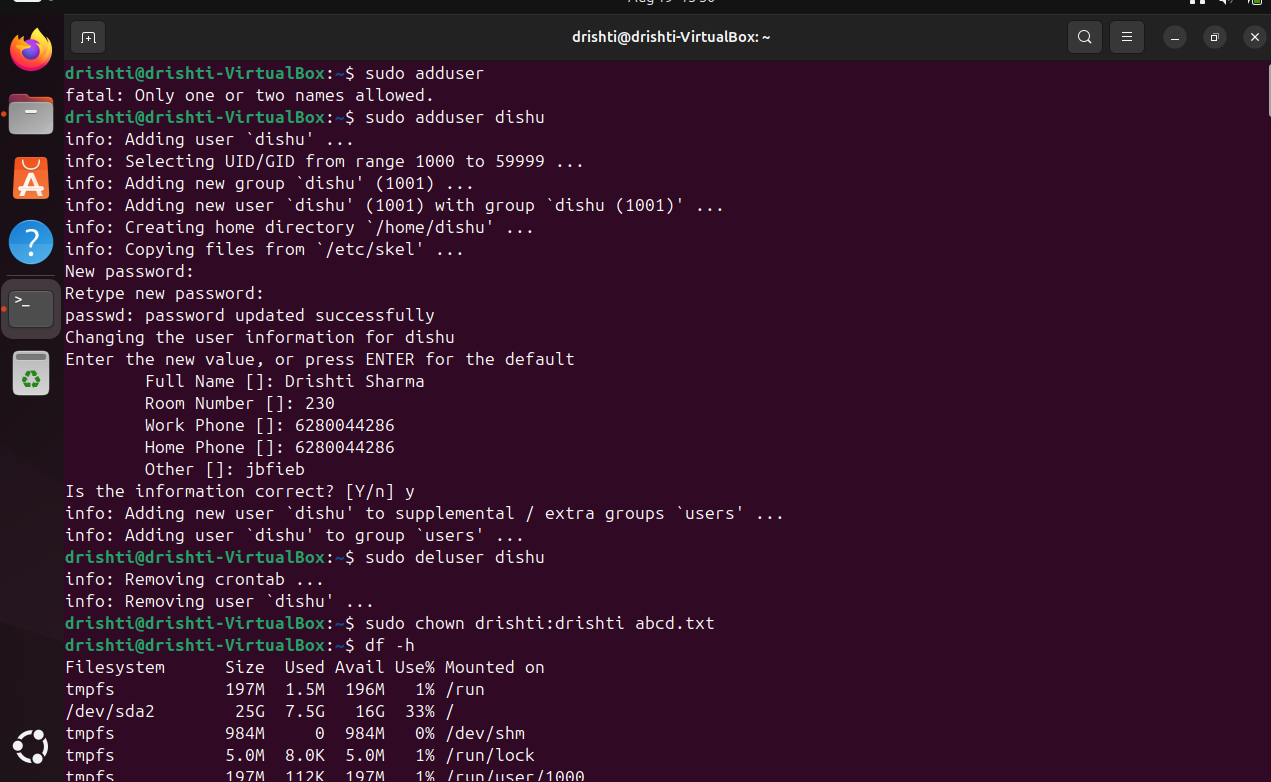 drishti@drishti-VirtualBox: ~
drishti@drishti-VirtualBox:~$ sudo adduser
fatal: Only one or two names allowed.
drishti@drishti-VirtualBox:~$ sudo adduser dishu
info: Adding user `dishu' ...
info: Selecting UID/GID from range 1000 to 59999 ...
info: Adding new group `dishu' (1001) ...
info: Adding new user `dishu' (1001) with group `dishu (1001)' ...
info: Creating home directory `/home/dishu' ...
info: Copying files from `/etc/skel' ...
New password:
Retype new password:
passwd: password updated successfully
Changing the user information for dishu
Enter the new value, or press ENTER for the default
Full Name []: Drishti Sharma
Room Number []: 230
Work Phone []: 6280044286
Home Phone []: 6280044286
Other []: jbfieb
Is the information correct? [Y/n] y
info: Adding new user `dishu' to supplemental / extra groups `users' ...
info: Adding user `dishu' to group `users' ...
drishti@drishti-VirtualBox:~$ sudo deluser dishu
info: Removing crontab ...
info: Removing user `dishu' ...
drishti@drishti-VirtualBox:~$ sudo chown drishti:drishti abcd.txt
drishti@drishti-VirtualBox:~$ df -h
Filesystem Size Used Avail Use% Mounted on
tmpfs 197M 1.5M 196M 1% /run
/dev/sda2 25G 7.5G 16G 33% /
tmpfs 984M 0 984M 0% /dev/shm
tmpfs 5.0M 8.0K 5.0M 1% /run/lock
tmpfs 197M 112K 197M 1% /run/user/1000